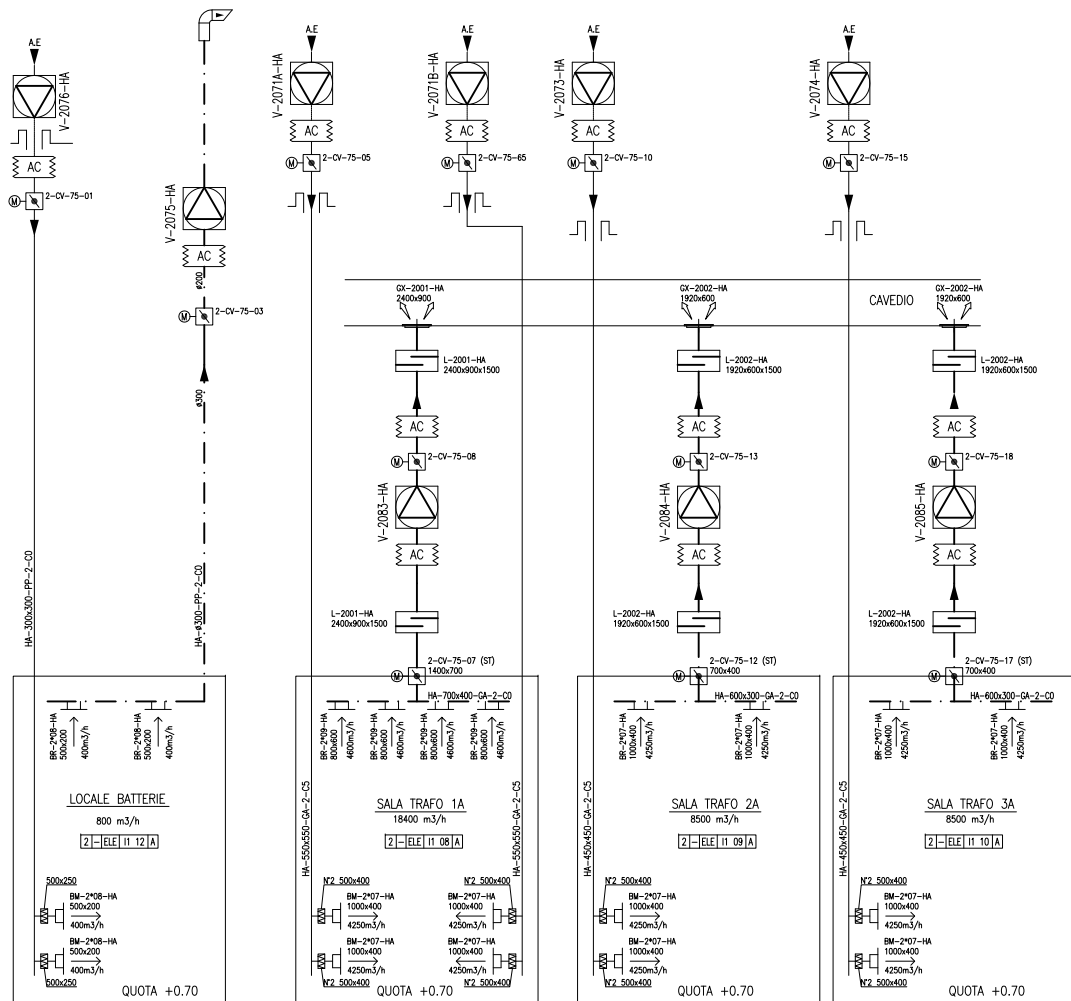 A.E
A.E
A.E
A.E
A.E
V-2076-HA
V-2071A-HA
V-2071B-HA
V-2073-HA
V-2074-HA
AC
AC
AC
AC
AC
M
2-CV-75-01
M
2-CV-75-05
M
2-CV-75-65
M
2-CV-75-10
M
2-CV-75-15
V-2075-HA
AC
ø200
M
2-CV-75-03
ø300
HA-300x300-PP-2-C0
HA-ø300-PP-2-C0
CAVEDIO
GX-2001-HA
2400x900
GX-2002-HA
1920x600
GX-2002-HA
1920x600
L-2001-HA
2400x900x1500
L-2002-HA
1920x600x1500
L-2002-HA
1920x600x1500
AC
AC
AC
M
2-CV-75-08
M
2-CV-75-13
M
2-CV-75-18
V-2083-HA
V-2084-HA
V-2085-HA
AC
AC
AC
L-2001-HA
2400x900x1500
L-2002-HA
1920x600x1500
L-2002-HA
1920x600x1500
M
2-CV-75-07 (ST)
1400x700
M
2-CV-75-12 (ST)
700x400
M
2-CV-75-17 (ST)
700x400
HA-700x400-GA-2-C0
HA-600x300-GA-2-C0
HA-600x300-GA-2-C0
BR-2*08-HA
500x200
400m3/h
BR-2*08-HA
500x200
400m3/h
BR-2*09-HA
800x600
4600m3/h
BR-2*09-HA
800x600
4600m3/h
BR-2*09-HA
800x600
4600m3/h
BR-2*09-HA
800x600
4600m3/h
BR-2*07-HA
1000x400
4250m3/h
BR-2*07-HA
1000x400
4250m3/h
BR-2*07-HA
1000x400
4250m3/h
BR-2*07-HA
1000x400
4250m3/h
LOCALE BATTERIE
800 m3/h
2 - ELE I1 12 A
SALA TRAFO 1A
18400 m3/h
2 - ELE I1 08 A
SALA TRAFO 2A
8500 m3/h
2 - ELE I1 09 A
SALA TRAFO 3A
8500 m3/h
2 - ELE I1 10 A
HA-550x550-GA-2-C5
HA-550x550-GA-2-C5
HA-450x450-GA-2-C5
HA-450x450-GA-2-C5
500x250
BM-2*08-HA
500x200
400m3/h
BM-2*08-HA
500x200
400m3/h
500x250
N°2 500x400
BM-2*07-HA
1000x400
4250m3/h
BM-2*07-HA
1000x400
4250m3/h
N°2 500x400
N°2 500x400
BM-2*07-HA
1000x400
4250m3/h
BM-2*07-HA
1000x400
4250m3/h
N°2 500x400
N°2 500x400
BM-2*07-HA
1000x400
4250m3/h
BM-2*07-HA
1000x400
4250m3/h
N°2 500x400
N°2 500x400
BM-2*07-HA
1000x400
4250m3/h
BM-2*07-HA
1000x400
4250m3/h
N°2 500x400
QUOTA +0.70
QUOTA +0.70
QUOTA +0.70
QUOTA +0.70